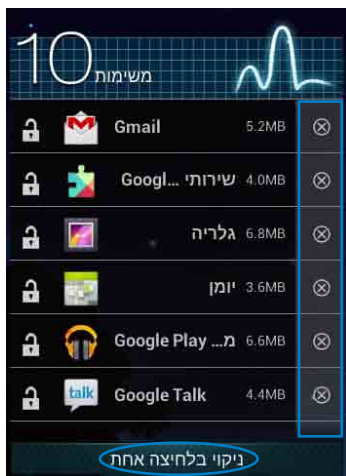 10 משימות
Gmail 5.2MB
שירותי ...Googl 4.0MB
גלריה 6.8MB
יומן 3.6MB
Google Play ...מ 6.6MB
talk Google Talk 4.4MB
ניקוי בלחיצה אחת